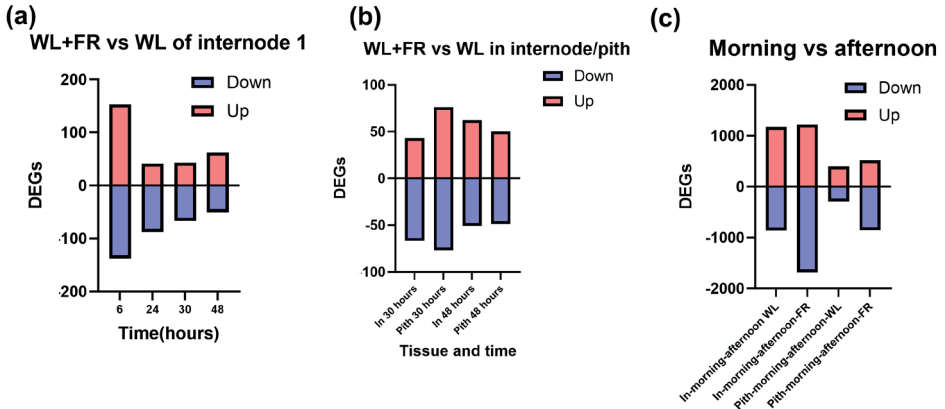 (a)
WL+FR vs WL of internode 1
200
100
0
-100
-200
DEGs
Down
Up
6 24 30 48
Time(hours)
(b)
WL+FR vs WL in internode/pith
100
50
0
-50
-100
DEGs
Down
Up
In 30 hours
Pith 30 hours
In 48 hours
Pith 48 hours
Tissue and time
(c)
Morning vs afternoon
2000
1000
0
-1000
-2000
DEGs
Down
Up
In-morning-afternoon WL
In-morning-afternoon-FR
Pith-morning-afternoon-WL
Pith-morning-afternoon-FR